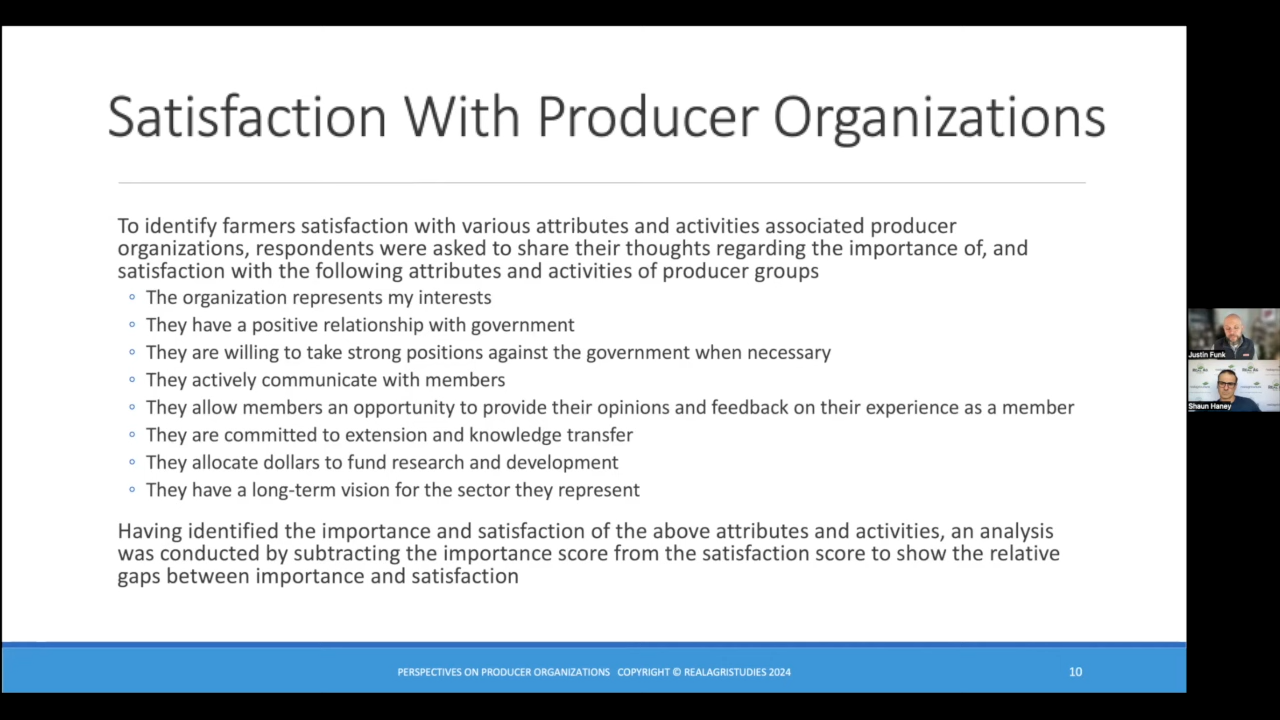 Satisfaction With Producer Organizations
To identify farmers satisfaction with various attributes and activities associated producer
organizations, respondents were asked to share their thoughts regarding the importance of, and
satisfaction with the following attributes and activities of producer groups
◦ The organization represents my interests
◦ They have a positive relationship with government
◦ They are willing to take strong positions against the government when necessary
◦ They actively communicate with members
◦ They allow members an opportunity to provide their opinions and feedback on their experience as a member
◦ They are committed to extension and knowledge transfer
◦ They allocate dollars to fund research and development
◦ They have a long-term vision for the sector they represent
Having identified the importance and satisfaction of the above attributes and activities, an analysis
was conducted by subtracting the importance score from the satisfaction score to show the relative
gaps between importance and satisfaction
PERSPECTIVES ON PRODUCER ORGANIZATIONS COPYRIGHT © REALAGRISTUDIES 2024
10
Justin Funk
Shaun Haney